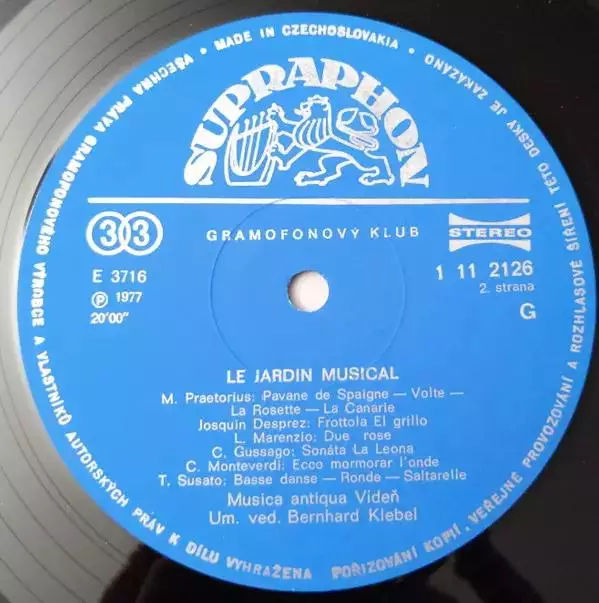 • MADE IN CZECHOSLOVAKIA •
VŠECHNA PRÁVA GRAMOFONOVÉHO VÝROBCE A VLASTNÍKŮ AUTORSKÝCH PRÁV K DÍLU VYHRAŽENA POŘIZOVÁNÍ KOPIÍ, VEŘEJNÉ PROVOZOVÁNÍ A ROZHLASOVÉ ŠÍŘENÍ TÉTO DESKY JE ZAKÁZÁNO
SUPRAPHON
33
GRAMOFONOVÝ KLUB
STEREO
E 3716
℗ 1977
20'00"
1 11 2126
2. strana
G
LE JARDIN MUSICAL
M. Praetorius: Pavane de Spaigne — Volte —
La Rosette — La Canarie
Josquin Desprez: Frottola El grillo
L. Marenzio: Due rose
C. Gussago: Sonáta La Leona
C. Monteverdi: Ecco mormorar l'onde
T. Susato: Basse danse — Ronde — Saltarelle
Musica antiqua Vídeň
Um. ved. Bernhard Klebel